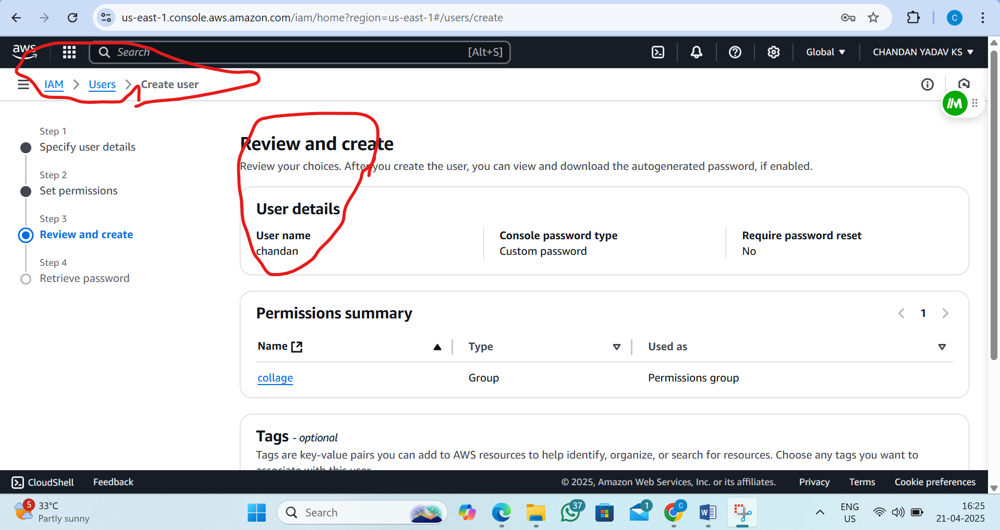 us-east-1.console.aws.amazon.com/iam/home?region=us-east-1#/users/create
C
aws
Search
[Alt+S]
Global
CHANDAN YADAV KS
IAM > Users > Create user
Step 1
Specify user details
Step 2
Set permissions
Step 3
Review and create
Step 4
Retrieve password
Review and create
Review your choices. After you create the user, you can view and download the autogenerated password, if enabled.
User details
User name
chandan
Console password type
Custom password
Require password reset
No
Permissions summary
1
Name
Type
Used as
collage
Group
Permissions group
Tags - optional
Tags are key-value pairs you can add to AWS resources to help identify, organize, or search for resources. Choose any tags you want to
associate with this user.
CloudShell
Feedback
© 2025, Amazon Web Services, Inc. or its affiliates.
Privacy
Terms
Cookie preferences
5
33°C
Partly sunny
Search
37
1
C
W
ENG
US
16:25
21-04-2025